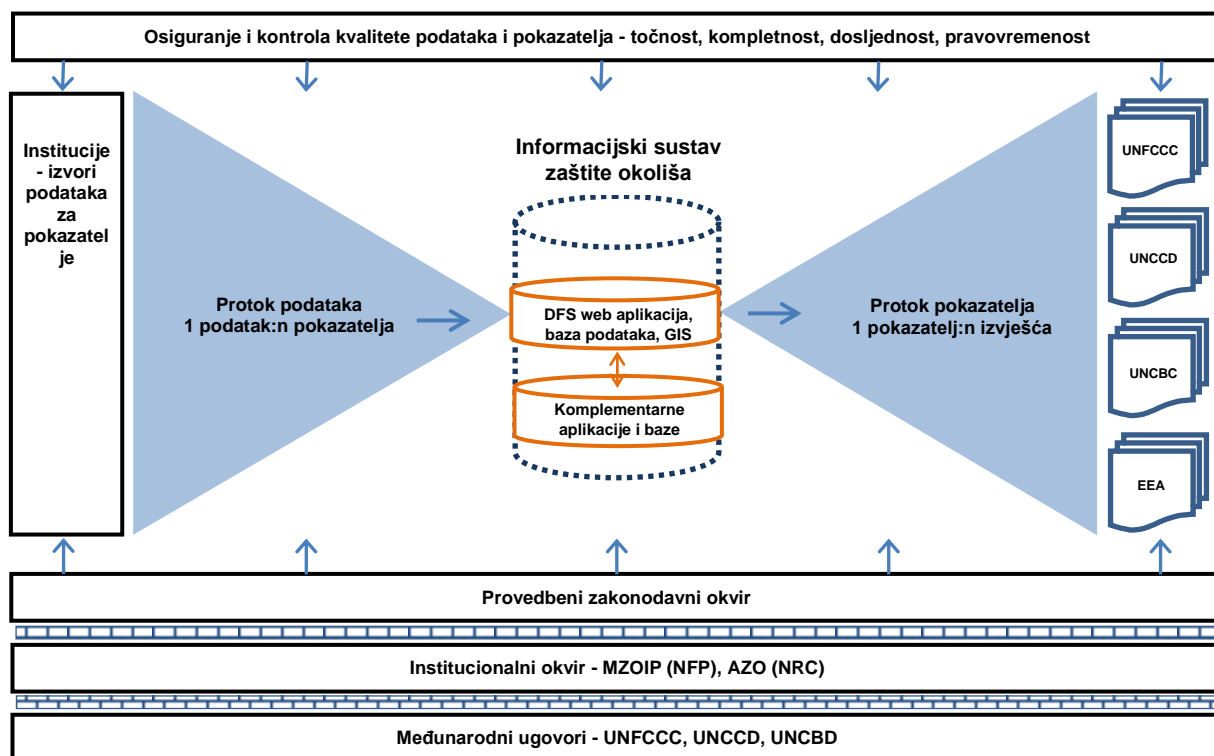 Osiguranje i kontrola kvalitete podataka i pokazatelja - točnost, kompletnost, dosljednost, pravovremenost
Institucije
- izvori
podataka
za
pokazatel
je
Protok podataka
1 podatak:n pokazatelja
Informacijski sustav
zaštite okoliša
DFS web aplikacija,
baza podataka, GIS
Komplementarne
aplikacije i baze
Protok pokazatelja
1 pokazatelj:n izvješća
UNFCCC
UNCCD
UNCBC
EEA
Provedbeni zakonodavni okvir
Institucionalni okvir - MZOIP (NFP), AZO (NRC)
Međunarodni ugovori - UNFCCC, UNCCD, UNCBD